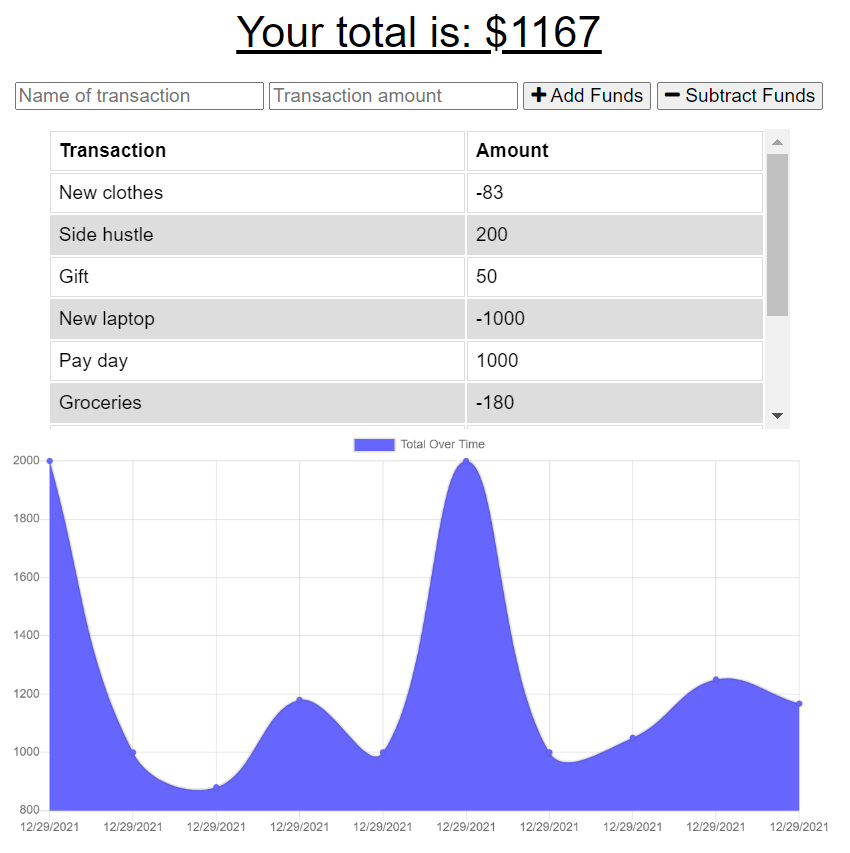 Your total is: $1167
Name of transaction Transaction amount Add Funds Subtract Funds
Transaction Amount
New clothes -83
Side hustle 200
Gift 50
New laptop -1000
Pay day 1000
Groceries -180
Total Over Time
2000
1800
1600
1400
1200
1000
800
12/29/2021 12/29/2021 12/29/2021 12/29/2021 12/29/2021 12/29/2021 12/29/2021 12/29/2021 12/29/2021 12/29/2021